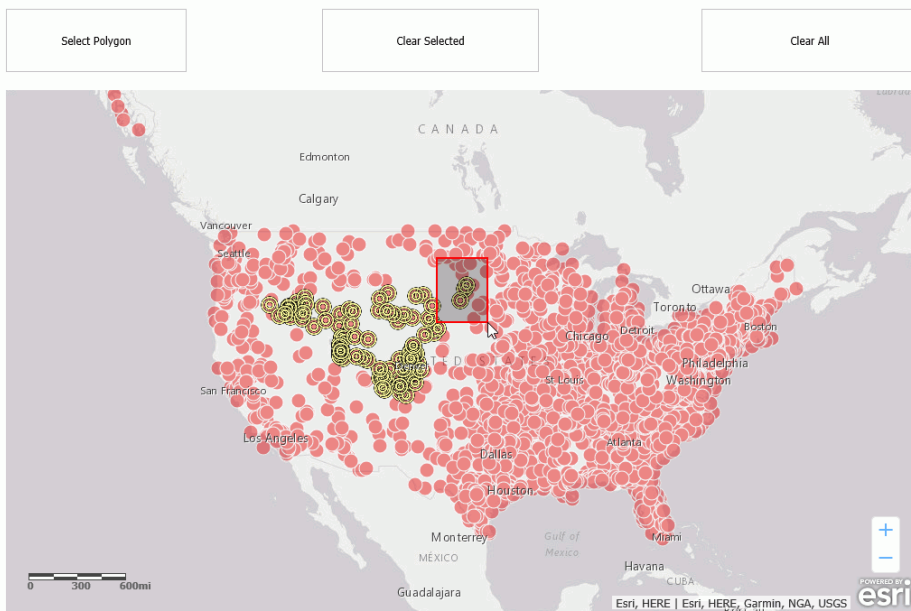 Select Polygon
Clear Selected
Clear All
CANADA
Edmonton
Calgary
Vancouver
Seattle
Ottawa
Toronto
Boston
Chicago
Detroit
Philadelphia
Washington
St Louis
San Francisco
Los Angeles
Atlanta
Dallas
Houston
Monterrey
Gulf of
Mexico
Miami
MÉXICO
Havana
CUBA
Guadalajara
0 300 600mi
+
−
POWERED BY
esri
Esri, HERE | Esri, HERE, Garmin, NGA, USGS